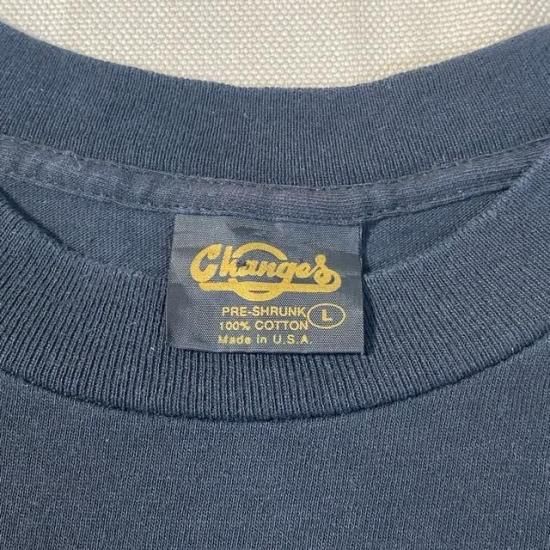 Changes
PRE-SHRUNK L
100% COTTON
Made in U.S.A.